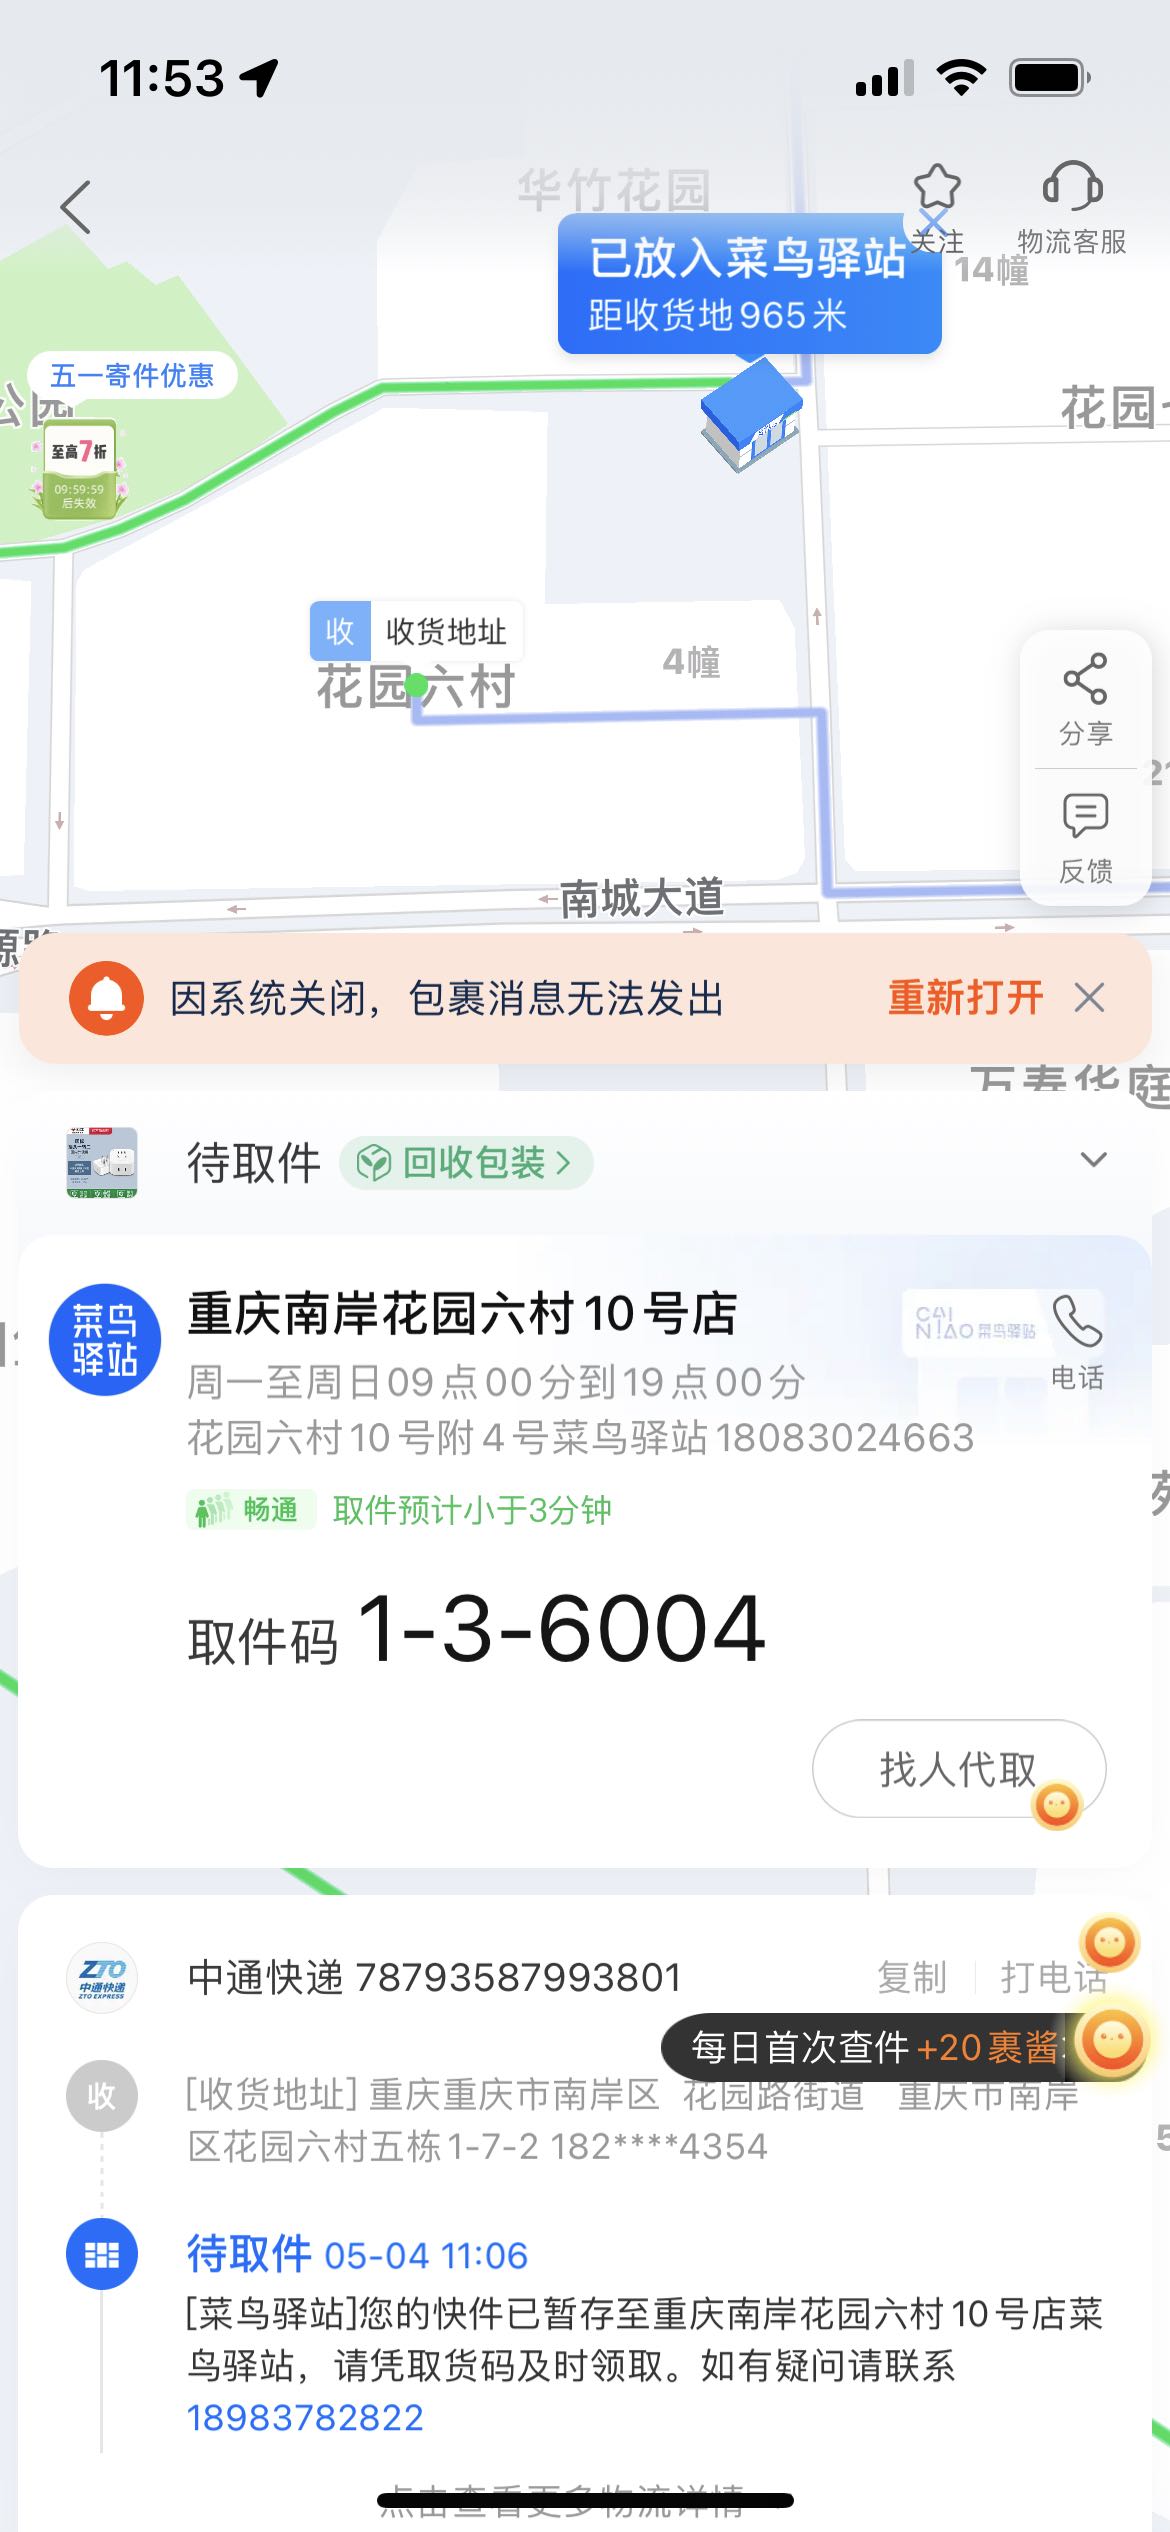 11:53
华竹花园
关注
物流客服
已放入菜鸟驿站
距收货地965米
14幢
五一寄件优惠
公园
至高7折
09:59:59
后失效
花园
收 收货地址
花园六村
4幢
分享
反馈
南城大道
因系统关闭，包裹消息无法发出
重新打开
万寿华庭
待取件
回收包装
菜鸟驿站
重庆南岸花园六村10号店
CAINIAO 菜鸟驿站
周一至周日09点00分到19点00分
电话
花园六村10号附4号菜鸟驿站18083024663
畅通
取件预计小于3分钟
取件码 1-3-6004
找人代取
ZTO
中通快递
ZTO EXPRESS
中通快递 78793587993801
复制
打电话
每日首次查件+20裹酱
收
[收货地址] 重庆重庆市南岸区 花园路街道 重庆市南岸
区花园六村五栋1-7-2 182****4354
待取件 05-04 11:06
[菜鸟驿站]您的快件已暂存至重庆南岸花园六村10号店菜
鸟驿站，请凭取货码及时领取。如有疑问请联系
18983782822
点击查看更多物流详情